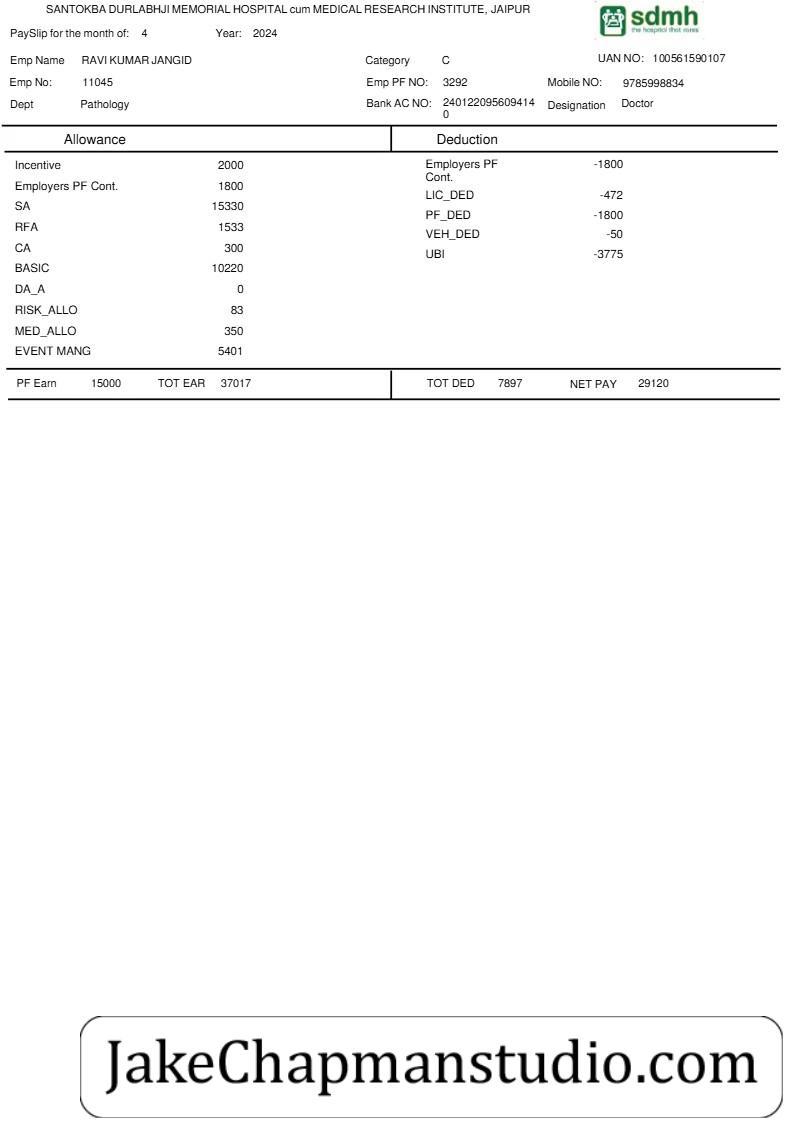 SANTOKBA DURLABHJI MEMORIAL HOSPITAL cum MEDICAL RESEARCH INSTITUTE, JAIPUR
sdmh
the hospital that cares
PaySlip for the month of: 4 Year: 2024
Emp Name RAVI KUMAR JANGID Category C UAN NO: 100561590107
Emp No: 11045 Emp PF NO: 3292 Mobile NO: 9785998834
Dept Pathology Bank AC NO: 240122095609414 Designation Doctor
0
Allowance Deduction
Incentive 2000 Employers PF -1800
Cont.
Employers PF Cont. 1800 LIC_DED -472
SA 15330 PF_DED -1800
RFA 1533 VEH_DED -50
CA 300 UBI -3775
BASIC 10220
DA_A 0
RISK_ALLO 83
MED_ALLO 350
EVENT MANG 5401
PF Earn 15000 TOT EAR 37017 TOT DED 7897 NET PAY 29120
JakeChapmanstudio.com